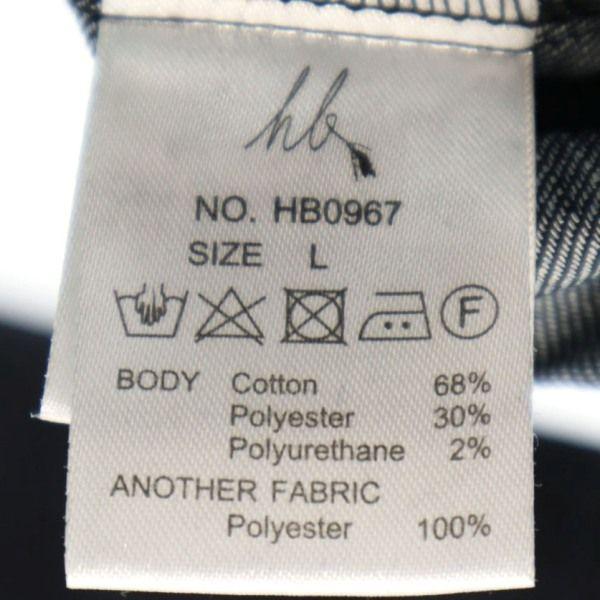 hb
NO. HB0967
SIZE L
F
BODY Cotton 68%
Polyester 30%
Polyurethane 2%
ANOTHER FABRIC
Polyester 100%